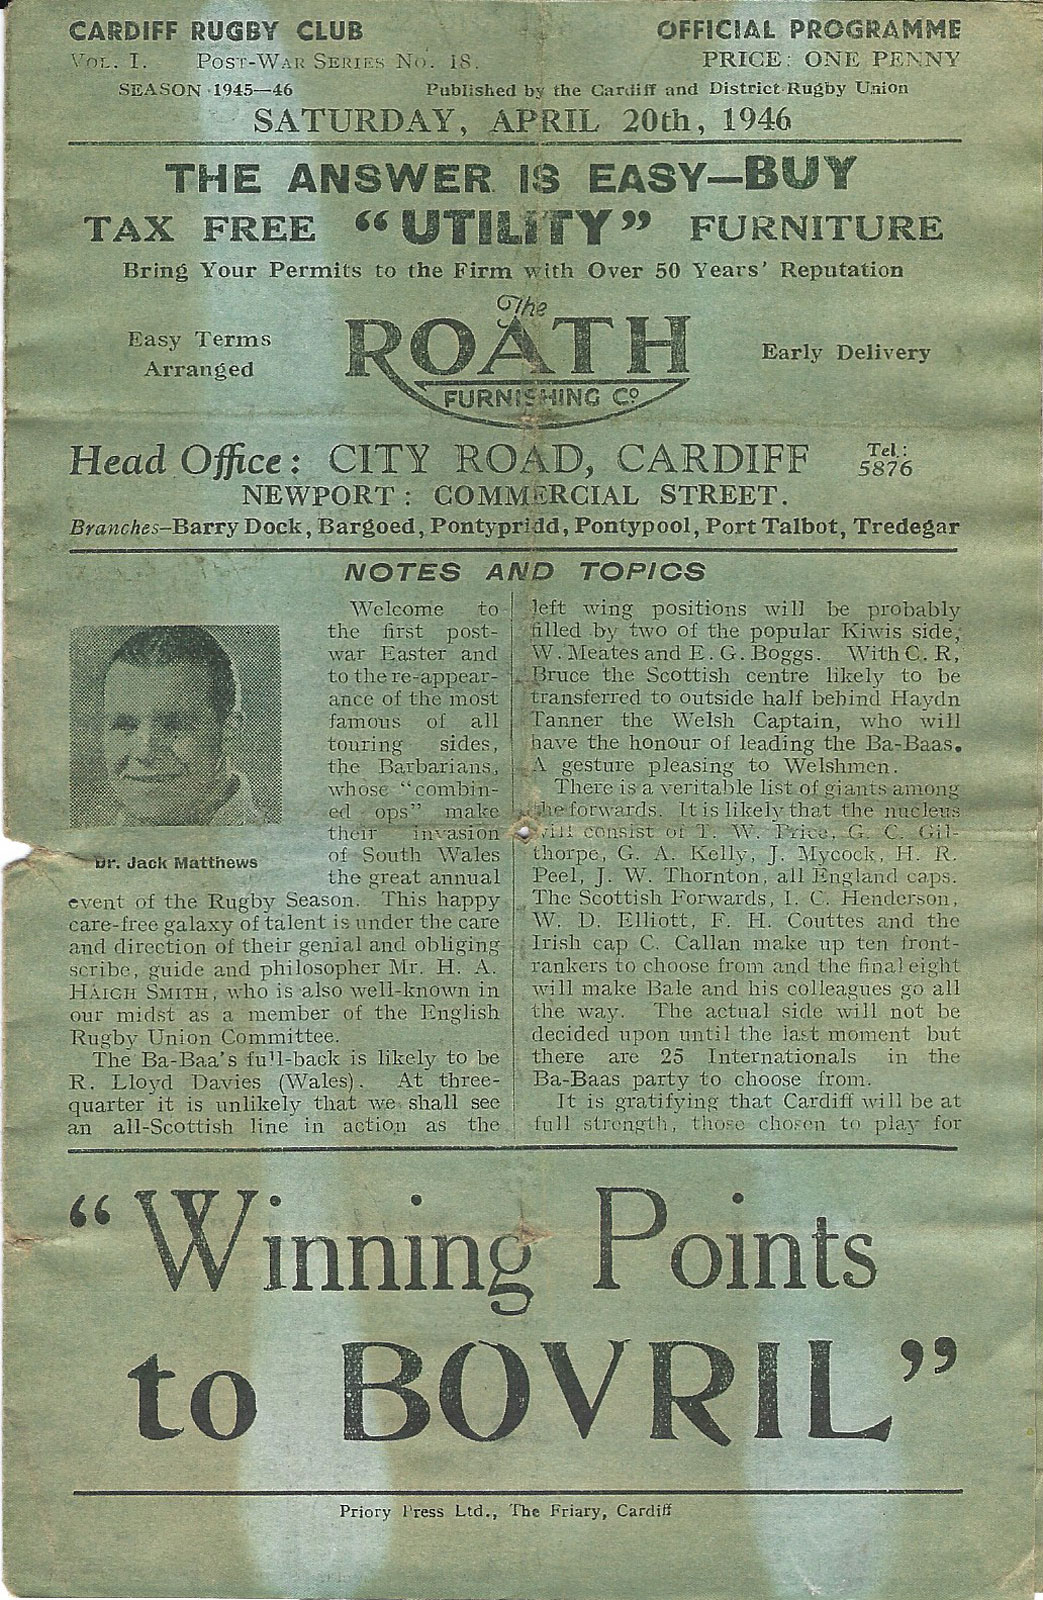 CARDIFF RUGBY CLUB OFFICIAL PROGRAMME
VOL. I. POST-WAR SERIES NO. 18. PRICE: ONE PENNY
SEASON 1945—46 Published by the Cardiff and District Rugby Union
SATURDAY, APRIL 20th, 1946
THE ANSWER IS EASY—BUY
TAX FREE “UTILITY” FURNITURE
Bring Your Permits to the Firm with Over 50 Years' Reputation
Easy Terms
Arranged
The
ROATH
FURNISHING Co
Early Delivery
Head Office: CITY ROAD, CARDIFF Tel.: 5876
NEWPORT: COMMERCIAL STREET.
Branches—Barry Dock, Bargoed, Pontypridd, Pontypool, Port Talbot, Tredegar
NOTES AND TOPICS
Dr. Jack Matthews
Welcome to
the first post-
war Easter and
to the re-appear-
ance of the most
famous of all
touring sides,
the Barbarians,
whose “combin-
ed ops” make
their invasion
of South Wales
the great annual
event of the Rugby Season. This happy
care-free galaxy of talent is under the care
and direction of their genial and obliging
scribe, guide and philosopher Mr. H. A.
HAIGH SMITH, who is also well-known in
our midst as a member of the English
Rugby Union Committee.
The Ba-Baa's full-back is likely to be
R. Lloyd Davies (Wales). At three-
quarter it is unlikely that we shall see
an all-Scottish line in action as the
left wing positions will be probably
filled by two of the popular Kiwis side,
W. Meates and E. G. Boggs. With C. R,
Bruce the Scottish centre likely to be
transferred to outside half behind Haydn
Tanner the Welsh Captain, who will
have the honour of leading the Ba-Baas.
A gesture pleasing to Welshmen.
There is a veritable list of giants among
the forwards. It is likely that the nucleus
will consist of T. W. Price, G. C. Gil-
thorpe, G. A. Kelly, J. Mycock, H. R.
Peel, J. W. Thornton, all England caps.
The Scottish Forwards, I. C. Henderson,
W. D. Elliott, F. H. Couttes and the
Irish cap C. Callan make up ten front-
rankers to choose from and the final eight
will make Bale and his colleagues go all
the way. The actual side will not be
decided upon until the last moment but
there are 25 Internationals in the
Ba-Baas party to choose from.
It is gratifying that Cardiff will be at
full strength, those chosen to play for
“Winning Points
to BOVRIL”
Priory Press Ltd., The Friary, Cardiff